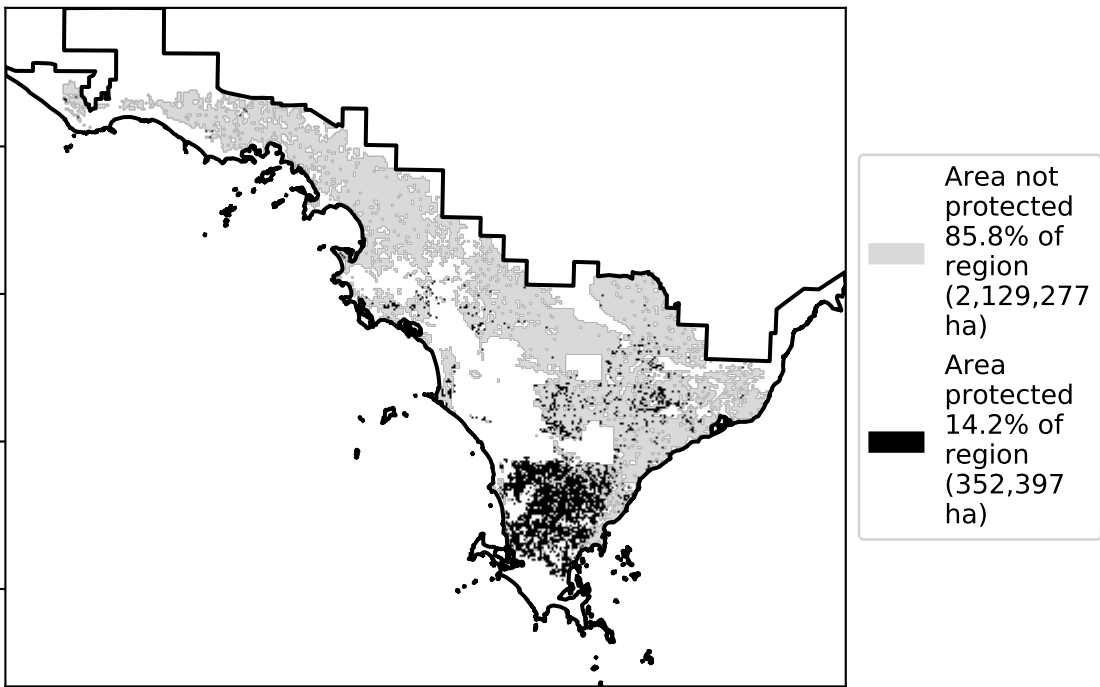 Area not
protected
85.8% of
region
(2,129,277
ha)
Area
protected
14.2% of
region
(352,397
ha)